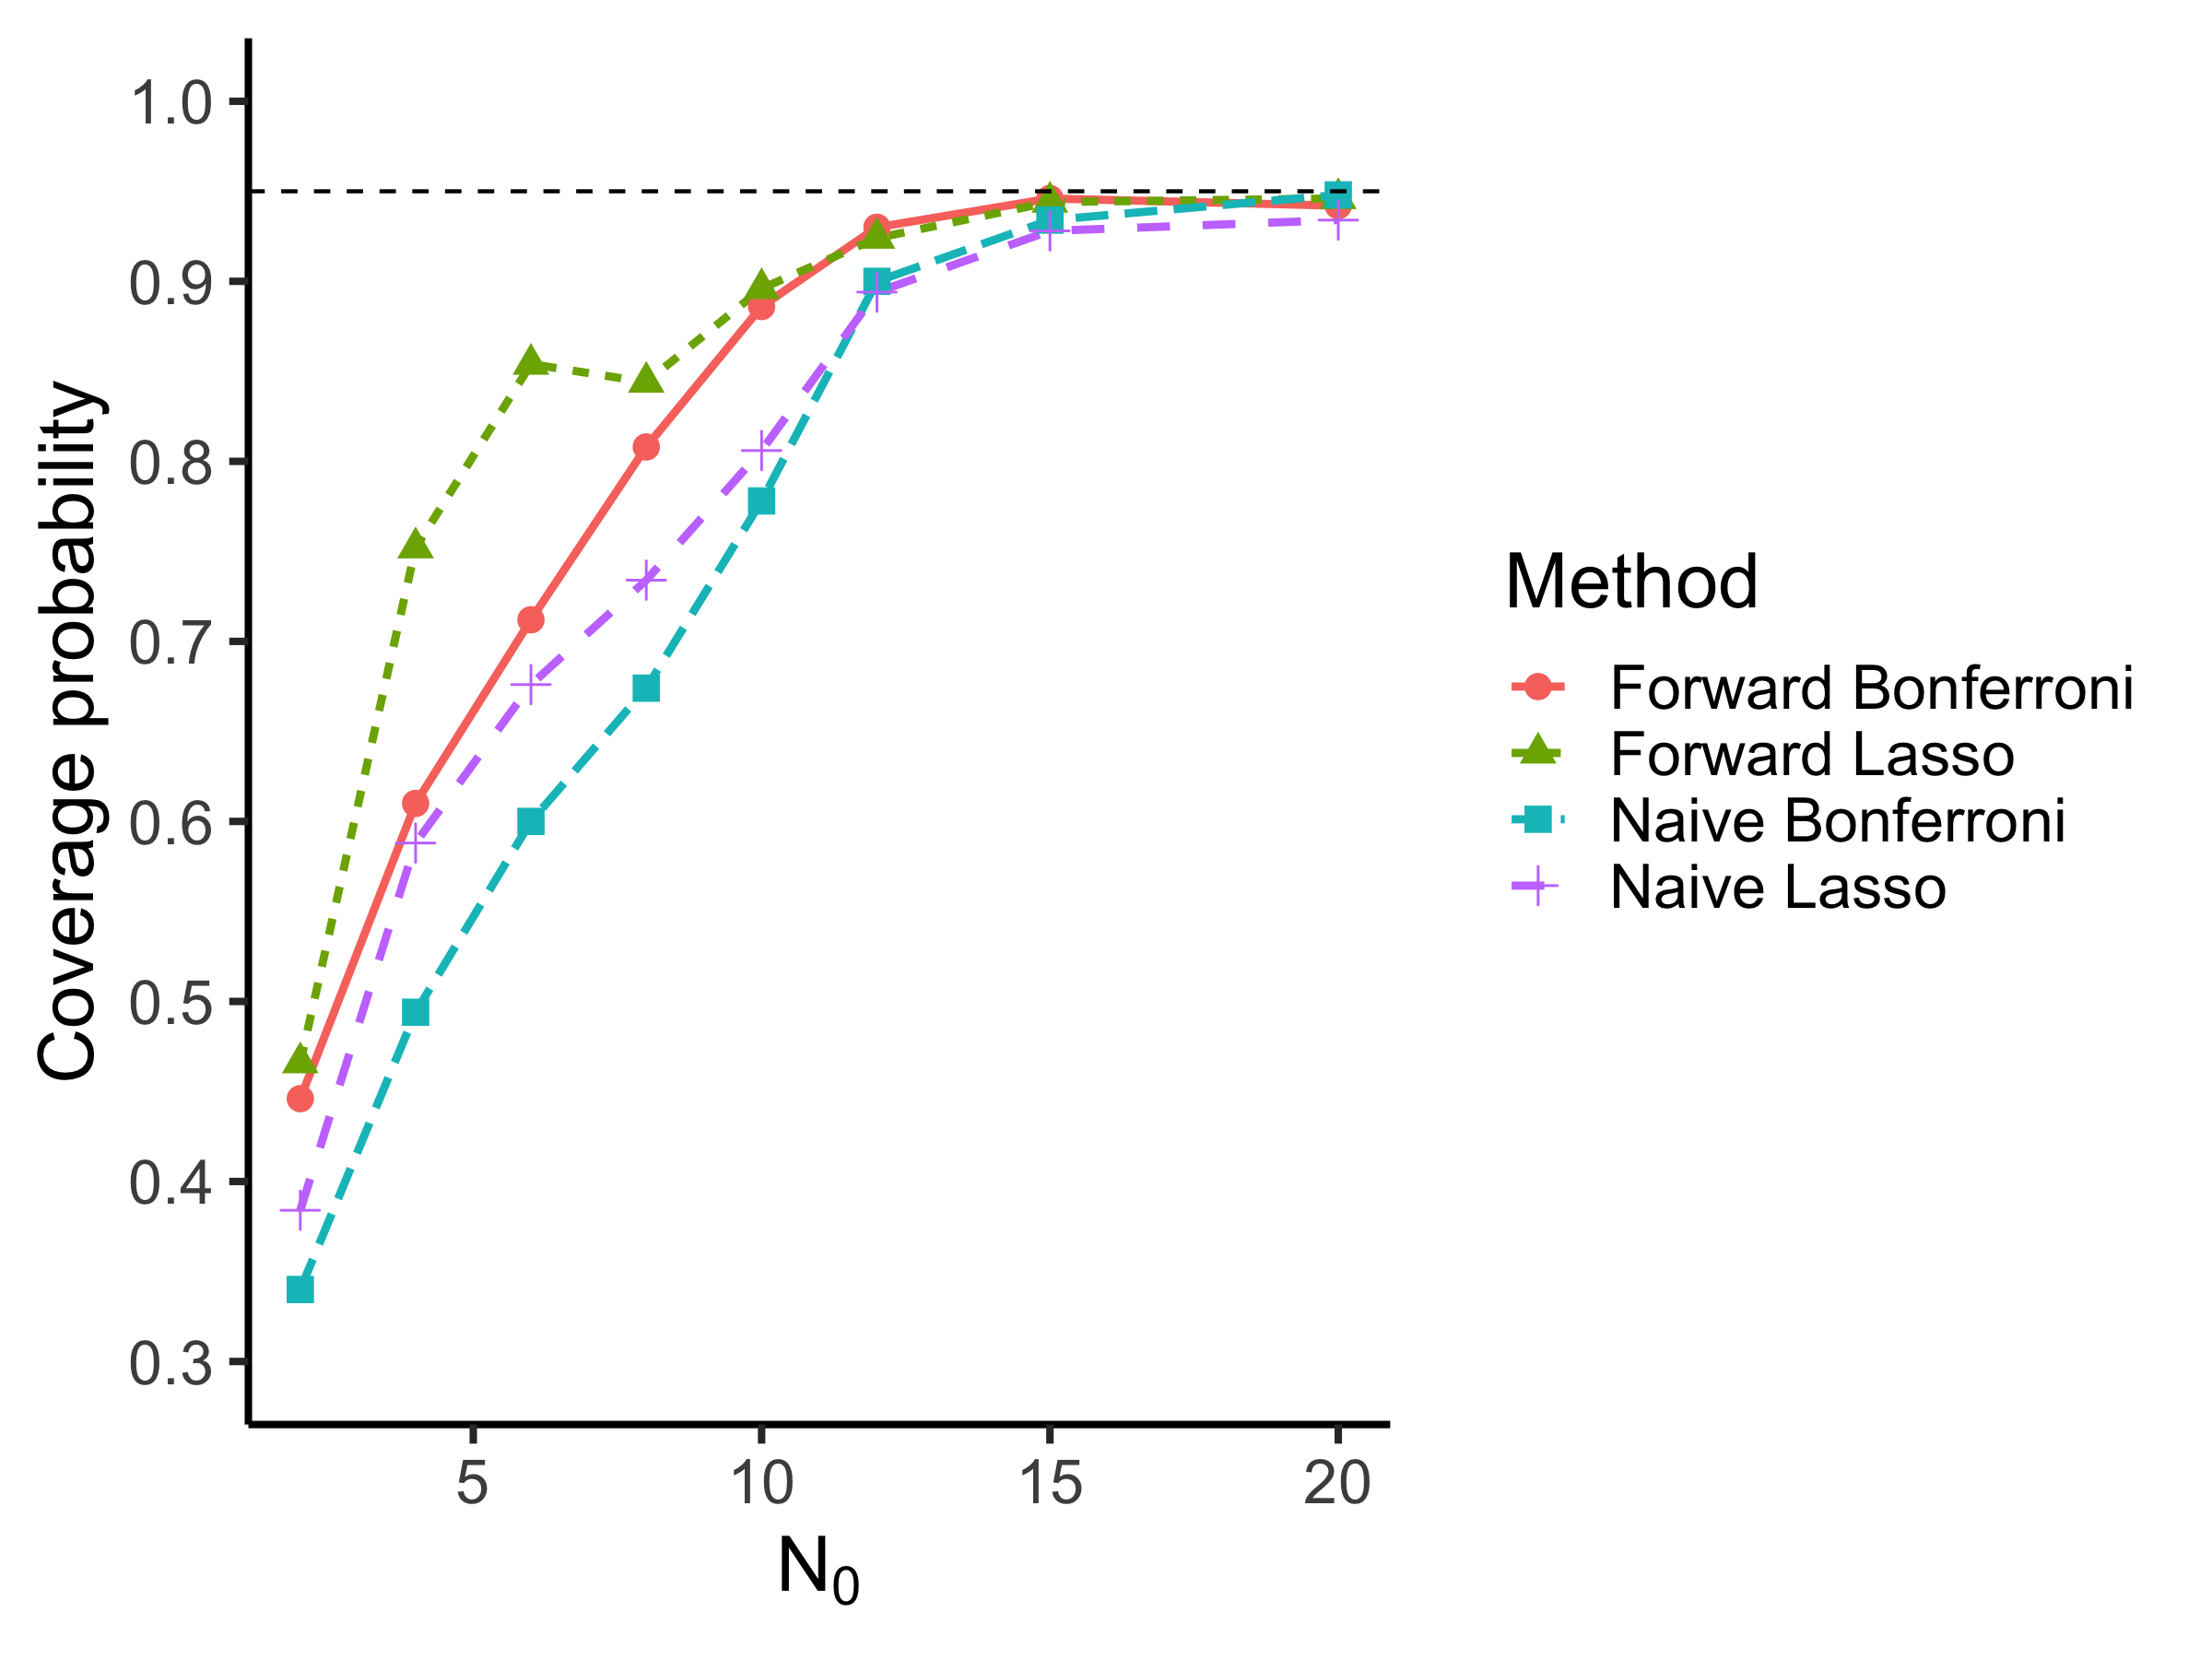 Coverage probability
1.0
0.9
0.8
0.7
0.6
0.5
0.4
0.3
5 10 15 20
N₀
Method
Forward Bonferroni
Forward Lasso
Naive Bonferroni
Naive Lasso